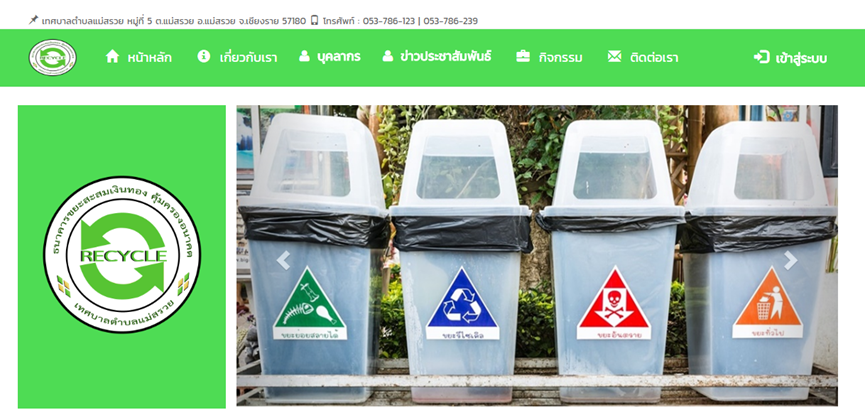 เทศบาลตำบลแม่สรวย หมู่ที่ 5 ต.แม่สรวย อ.แม่สรวย จ.เชียงราย 57180 โทรศัพท์ : 053-786-123 | 053-786-239
RECYCLE
หน้าหลัก
เกี่ยวกับเรา
บุคลากร
ข่าวประชาสัมพันธ์
กิจกรรม
ติดต่อเรา
เข้าสู่ระบบ
ธนาคารขยะสะสมเงินทอง คุ้มครองอนาคต
RECYCLE
เทศบาลตำบลแม่สรวย
ขยะย่อยสลายได้
ขยะรีไซเคิล
ขยะอันตราย
ขยะทั่วไป